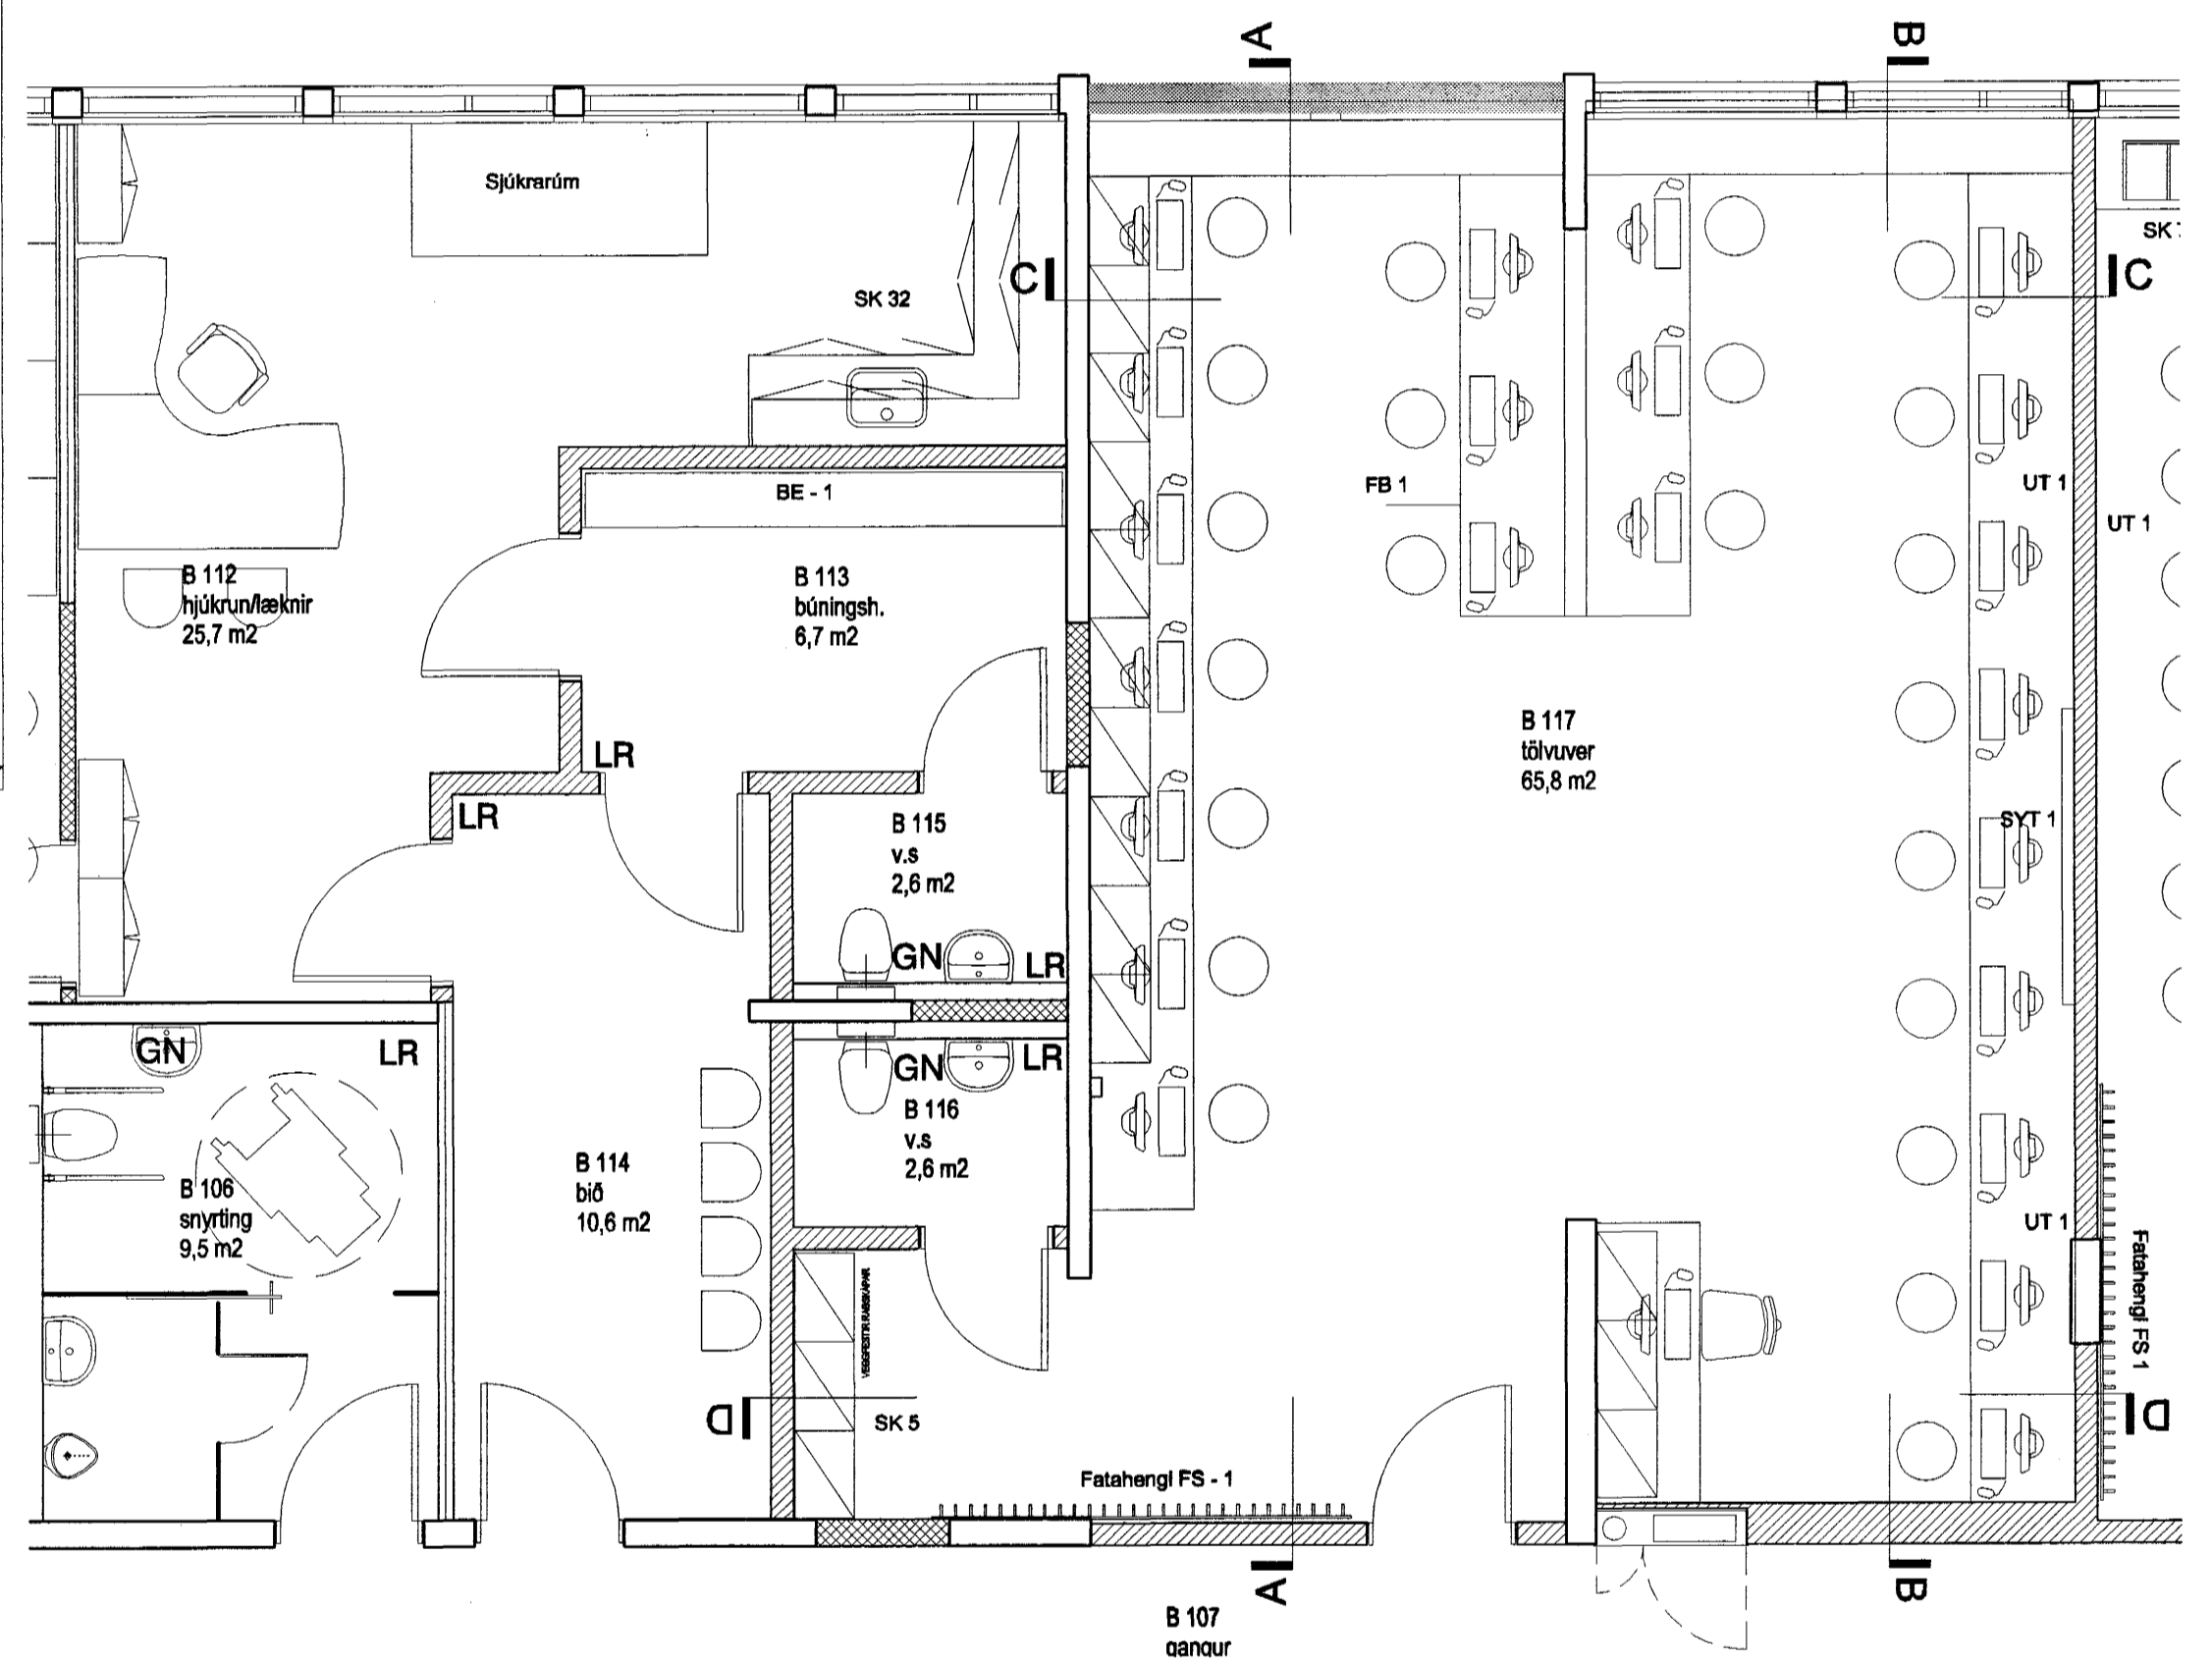 A
B
Sjúkrarúm
SK 32
C
C
SK
BE - 1
FB 1
UT 1
UT 1
B 112
hjúkrun/læknir
25,7 m2
B 113
búningsh.
6,7 m2
B 117
tölvuver
65,8 m2
LR
LR
SYT 1
B 115
v.s
2,6 m2
GN
LR
GN
LR
GN
LR
B 116
v.s
2,6 m2
B 106
snyrting
9,5 m2
B 114
bið
10,6 m2
UT 1
Fatahengi FS 1
D
SK 5
D
Fatahengi FS - 1
A
B
B 107
gangur